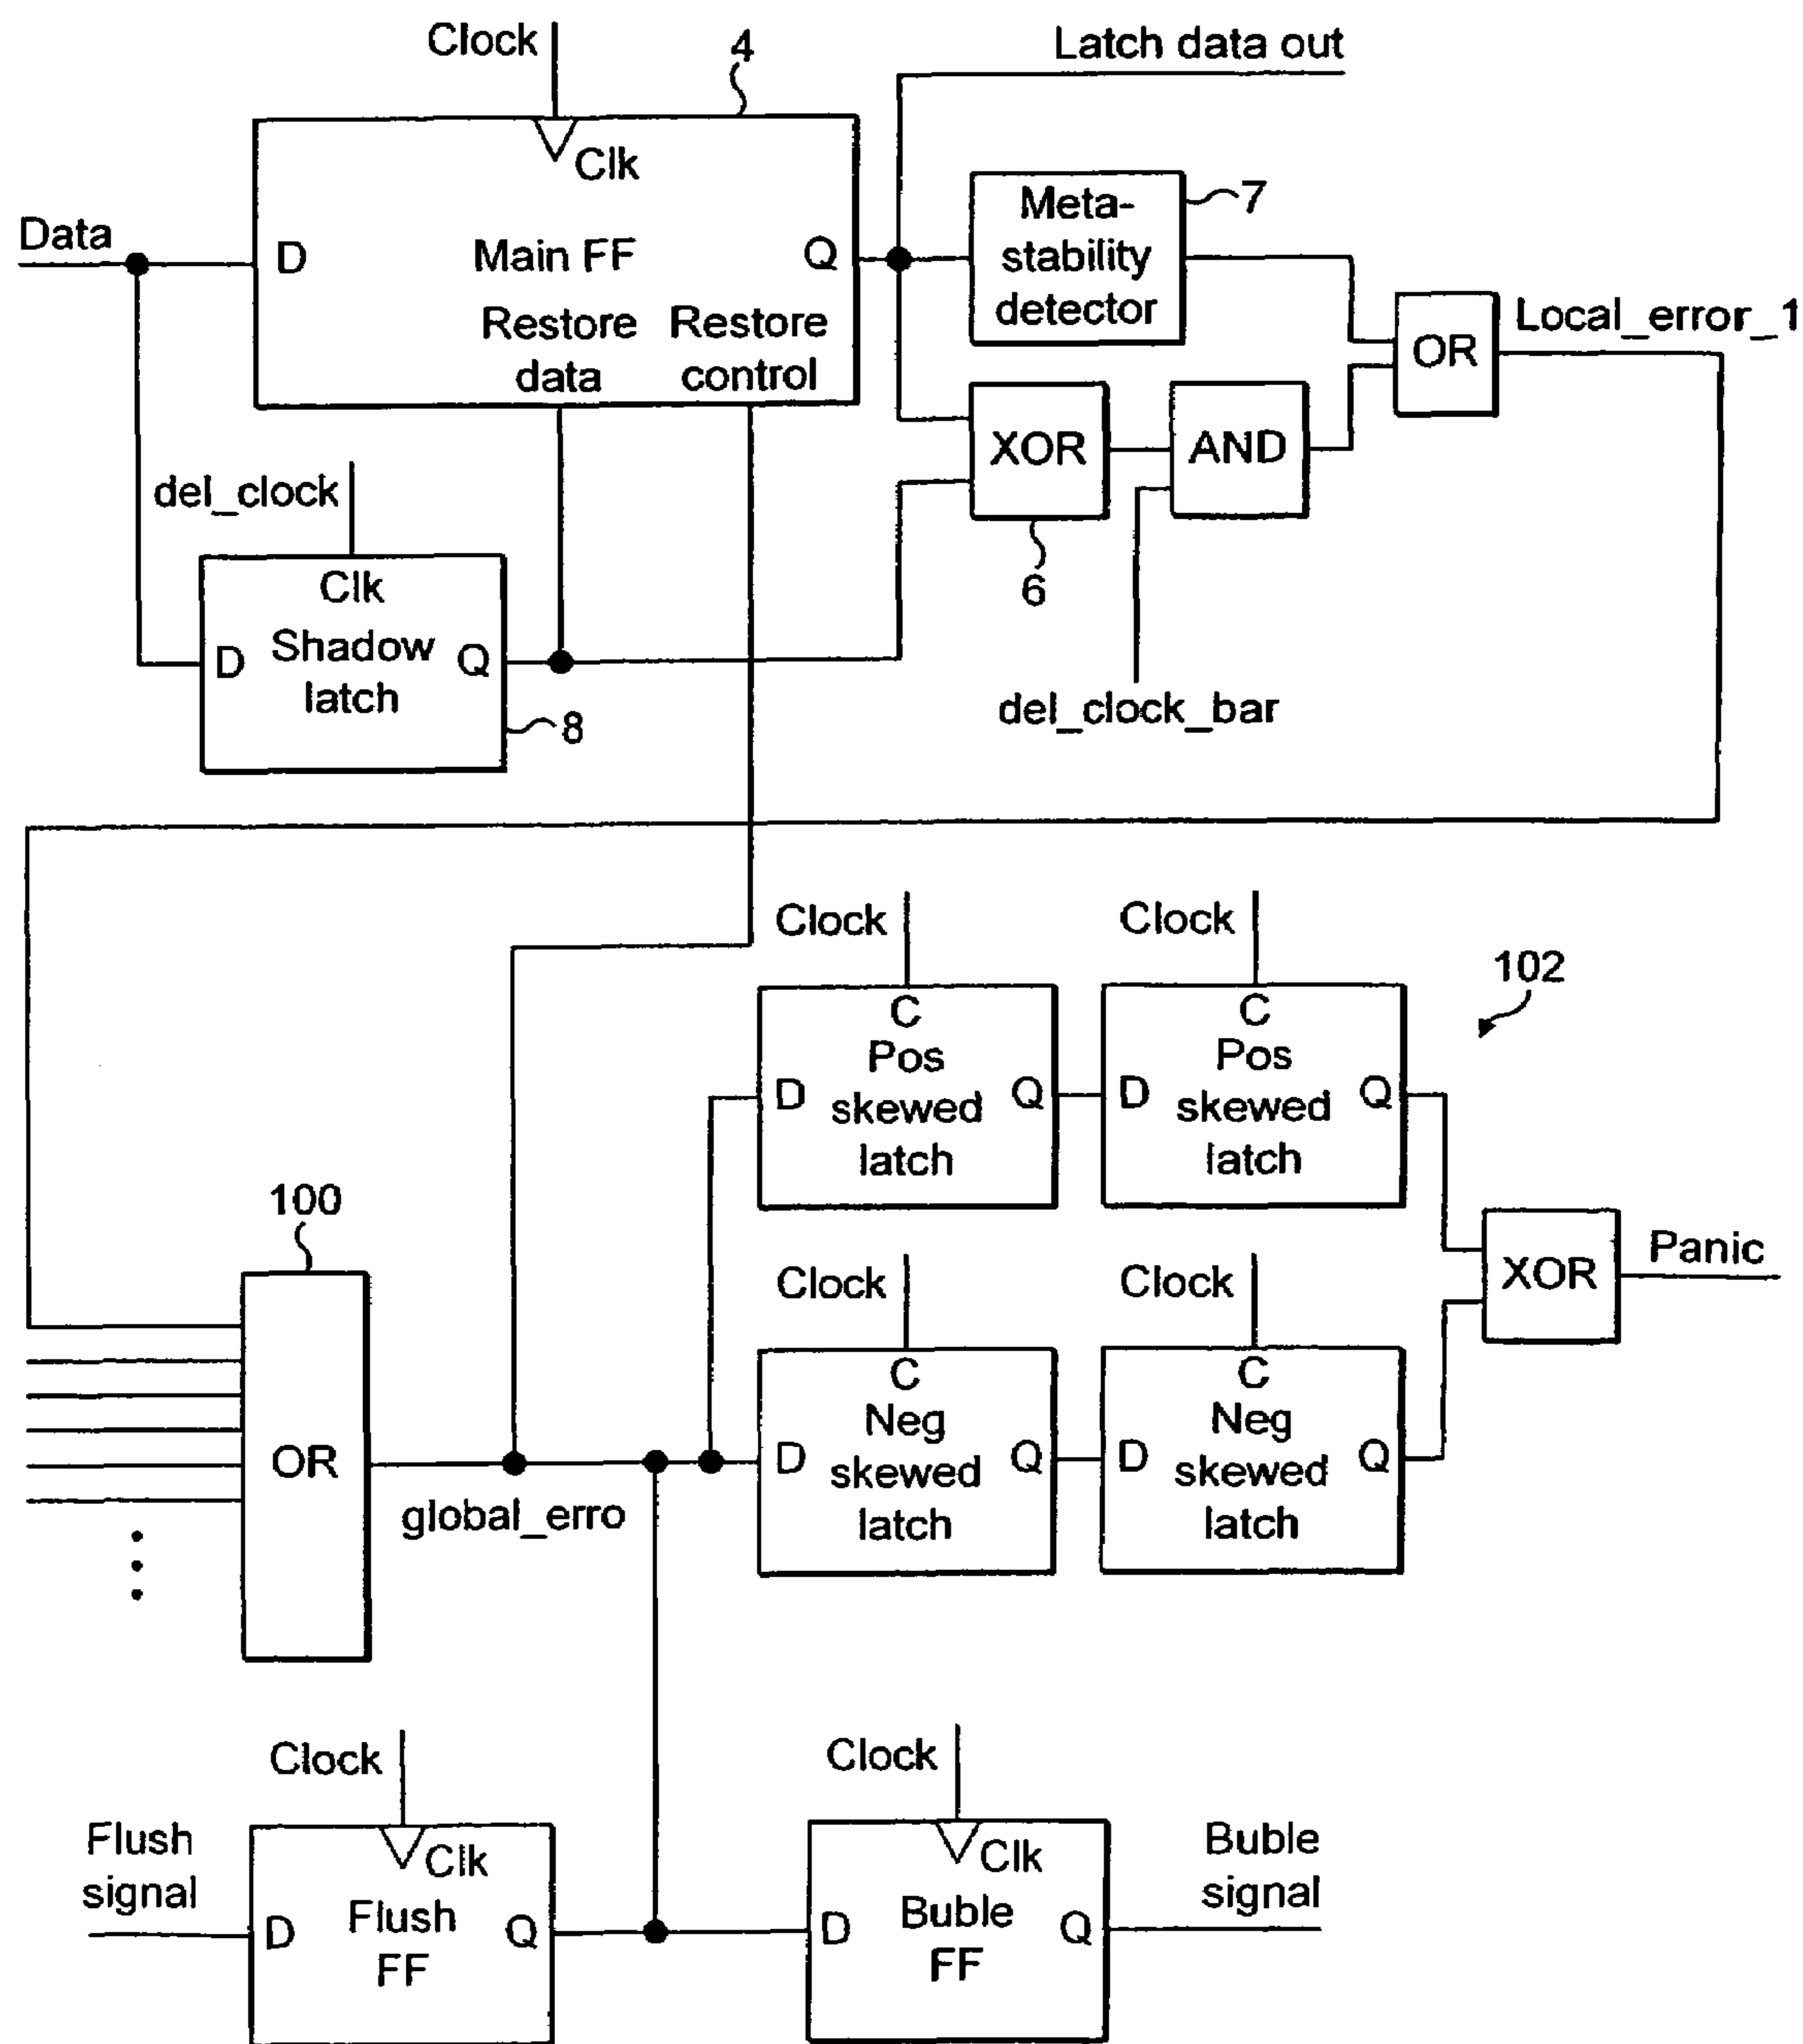 Clock
4
Latch data out
Clk
Data
D
Main FF
Q
Restore
data
Restore
control
Meta-
stability
detector
7
OR
Local_error_1
XOR
6
AND
del_clock_bar
del_clock
Clk
D
Shadow
latch
Q
8
Clock
Clock
102
C
D
Pos
skewed
latch
Q
C
D
Pos
skewed
latch
Q
100
OR
global_erro
Clock
Clock
C
D
Neg
skewed
latch
Q
C
D
Neg
skewed
latch
Q
XOR
Panic
Clock
Flush
signal
Clk
D
Flush
FF
Q
Clock
Clk
D
Buble
FF
Q
Buble
signal